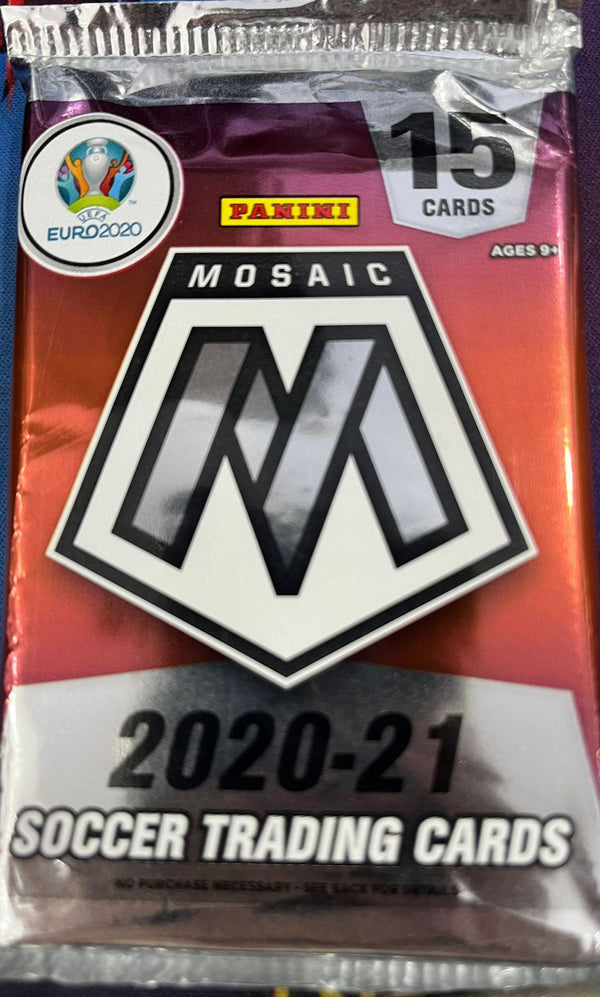 15
CARDS
UEFA
EURO2020
™
PANINI
AGES 9+
MOSAIC
M
2020-21
SOCCER TRADING CARDS
NO PURCHASE NECESSARY - SEE BACK FOR DETAILS